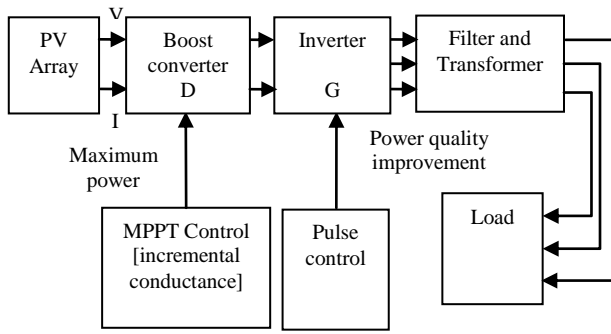 V
PV
Array
I
Boost
converter
D
Inverter
G
Filter and
Transformer
Maximum
power
Power quality
improvement
MPPT Control
[incremental
conductance]
Pulse
control
Load